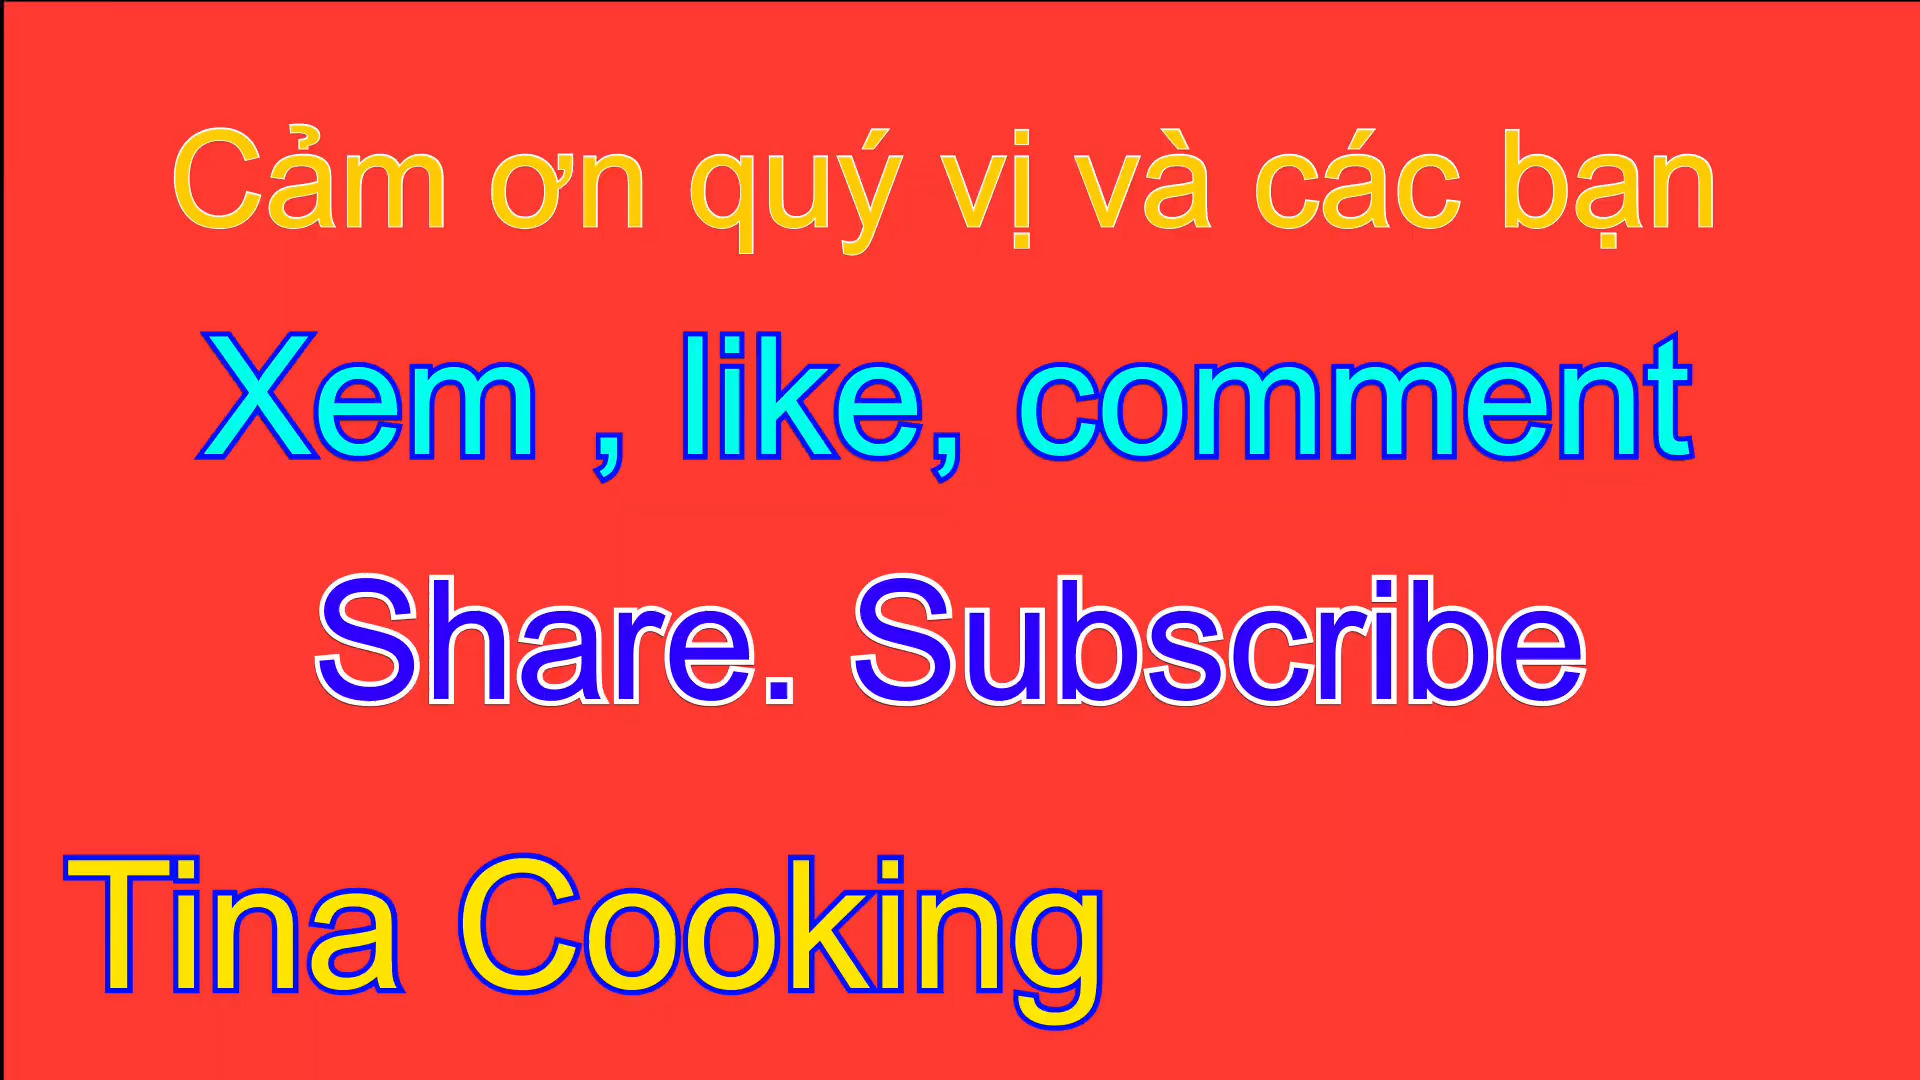 Cảm ơn quý vị và các bạn
Xem , like, comment
Share. Subscribe
Tina Cooking